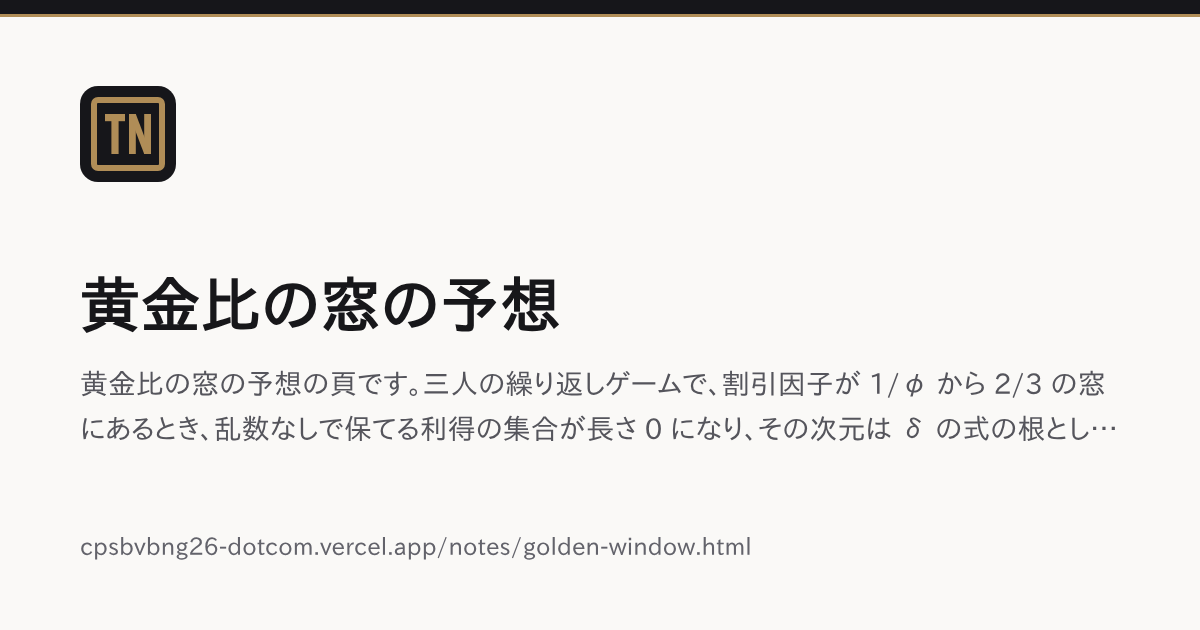 TN
黄金比の窓の予想
黄金比の窓の予想の頁です。三人の繰り返しゲームで、割引因子が 1/φ から 2/3 の窓
にあるとき、乱数なしで保てる利得の集合が長さ 0 になり、その次元は δ の式の根とし…
cpsbvbng26-dotcom.vercel.app/notes/golden-window.html